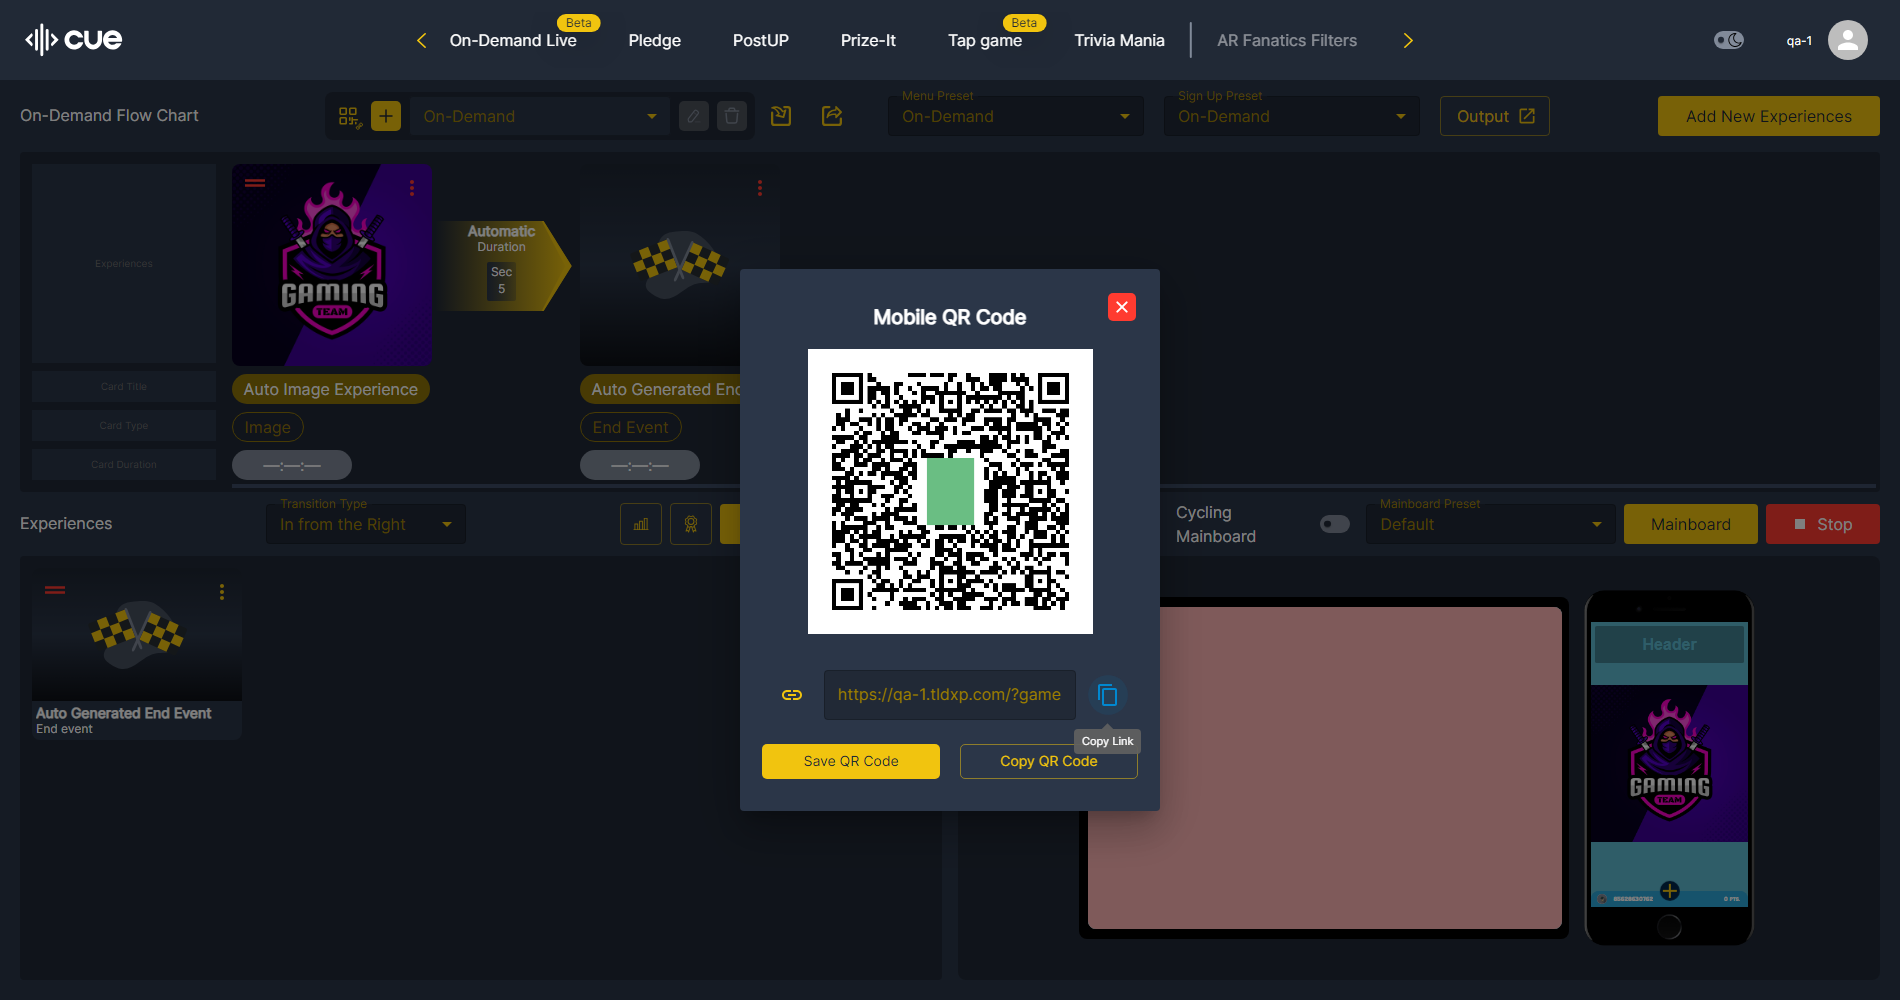 cue
On-Demand Live
Beta
Pledge
PostUP
Prize-It
Tap game
Beta
Trivia Mania
AR Fanatics Filters
qa-1
On-Demand Flow Chart
On-Demand
Menu Preset
On-Demand
Sign Up Preset
On-Demand
Output
Add New Experiences
Experiences
Card Title
Card Type
Card Duration
GAMING
TEAM
Automatic
Duration
Sec
5
Auto Image Experience
Image
—:—:—
Auto Generated End
End Event
—:—:—
Mobile QR Code
https://qa-1.tldxp.com/?game
Copy Link
Save QR Code
Copy QR Code
Experiences
Transition Type
In from the Right
Cycling
Mainboard
Mainboard Preset
Default
Mainboard
Stop
Auto Generated End Event
End event
Header
GAMING
TEAM
0 PTS.